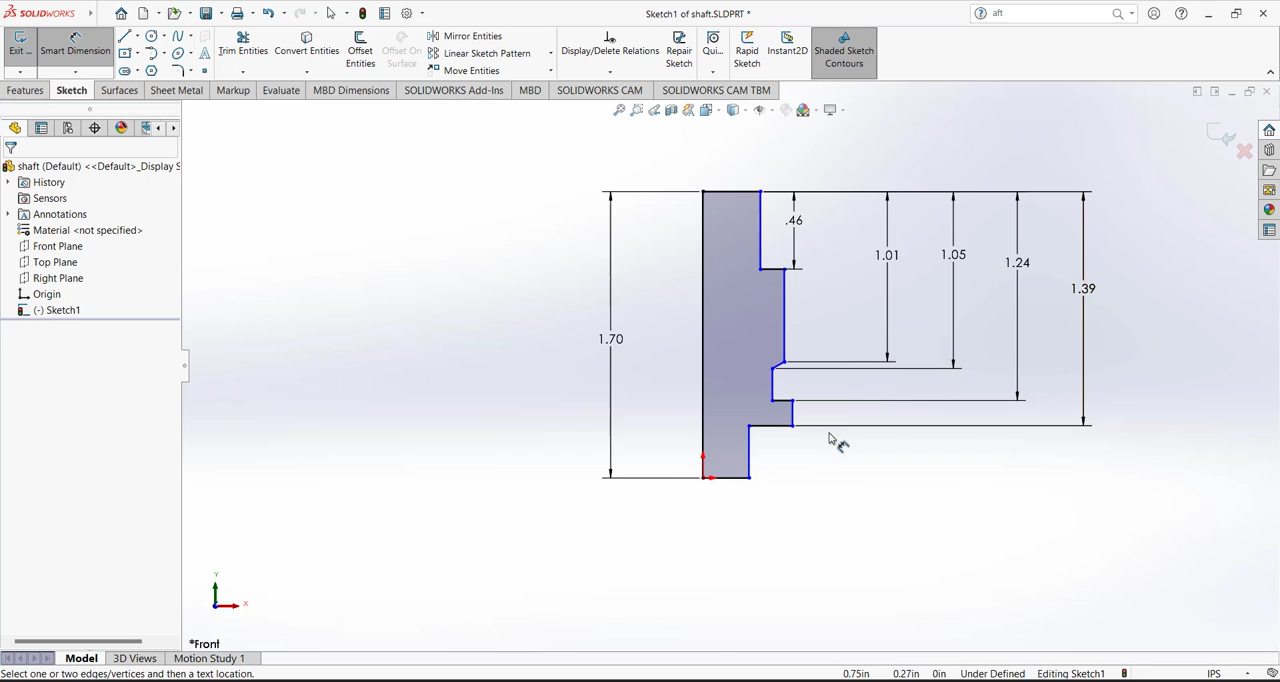 SOLIDWORKS
Sketch1 of shaft.SLDPRT *
aft
Exit ...
Smart Dimension
Trim Entities
Convert Entities
Offset Entities
Offset On Surface
Mirror Entities
Linear Sketch Pattern
Move Entities
Display/Delete Relations
Repair Sketch
Qui...
Rapid Sketch
Instant2D
Shaded Sketch Contours
Features
Sketch
Surfaces
Sheet Metal
Markup
Evaluate
MBD Dimensions
SOLIDWORKS Add-Ins
MBD
SOLIDWORKS CAM
SOLIDWORKS CAM TBM
shaft (Default) <<Default>_Display S
History
Sensors
Annotations
Material <not specified>
Front Plane
Top Plane
Right Plane
Origin
(-) Sketch1
.46
1.01
1.05
1.24
1.39
1.70
Y
X
*Front
Model
3D Views
Motion Study 1
Select one or two edges/vertices and then a text location.
0.75in
0.27in
0in
Under Defined
Editing Sketch1
IPS